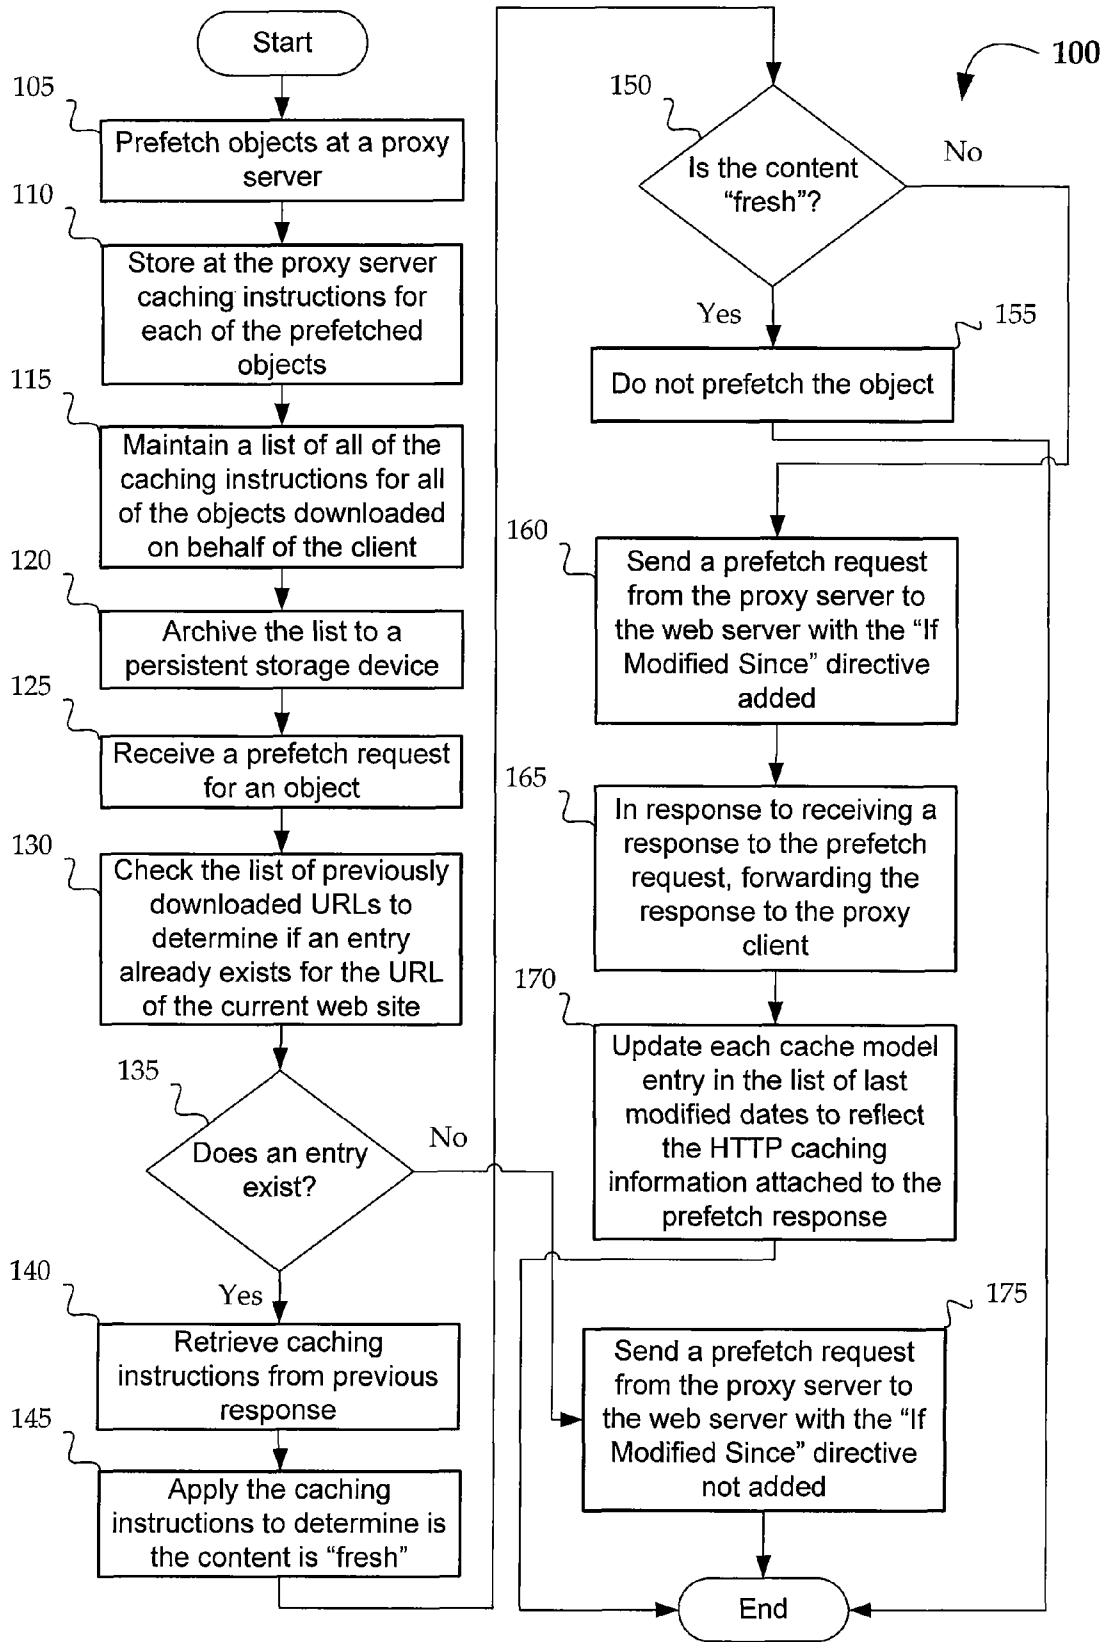 Start
105
Prefetch objects at a proxy
server
110
Store at the proxy server
caching instructions for
each of the prefetched
objects
115
Maintain a list of all of the
caching instructions for all
of the objects downloaded
on behalf of the client
120
Archive the list to a
persistent storage device
125
Receive a prefetch request
for an object
130
Check the list of previously
downloaded URLs to
determine if an entry
already exists for the URL
of the current web site
135
Does an entry
exist?
No
Yes
140
Retrieve caching
instructions from previous
response
145
Apply the caching
instructions to determine is
the content is “fresh”
100
150
Is the content
“fresh”?
No
Yes
155
Do not prefetch the object
160
Send a prefetch request
from the proxy server to
the web server with the “If
Modified Since” directive
added
165
In response to receiving a
response to the prefetch
request, forwarding the
response to the proxy
client
170
Update each cache model
entry in the list of last
modified dates to reflect
the HTTP caching
information attached to the
prefetch response
175
Send a prefetch request
from the proxy server to
the web server with the “If
Modified Since” directive
not added
End